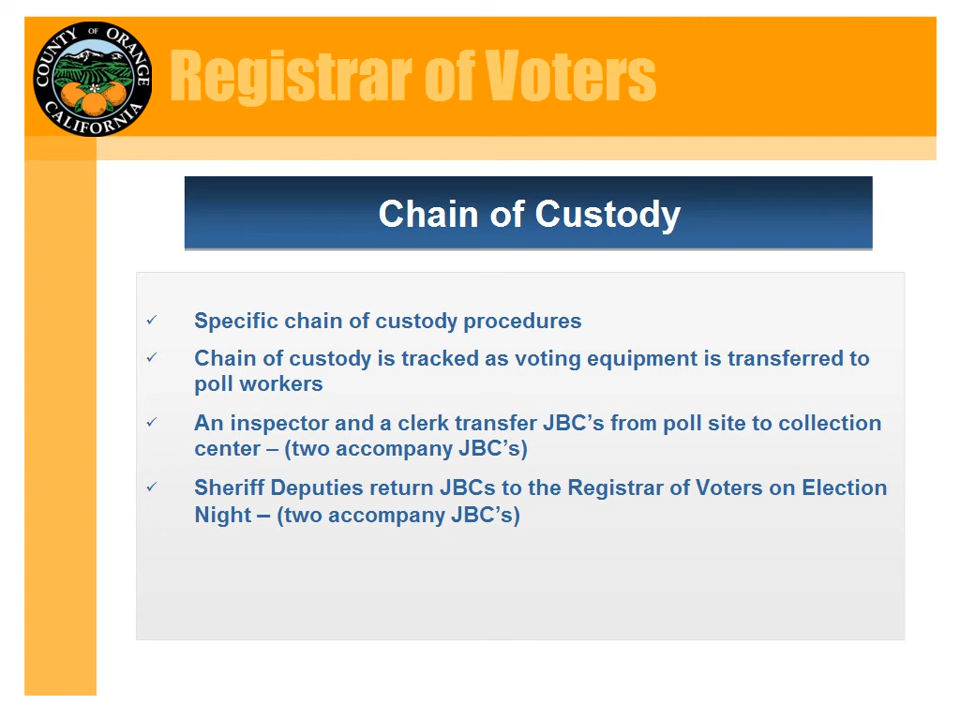 COUNTY OF ORANGE
CALIFORNIA
Registrar of Voters
Chain of Custody
✓ Specific chain of custody procedures
✓ Chain of custody is tracked as voting equipment is transferred to
poll workers
✓ An inspector and a clerk transfer JBC's from poll site to collection
center – (two accompany JBC's)
✓ Sheriff Deputies return JBCs to the Registrar of Voters on Election
Night – (two accompany JBC's)